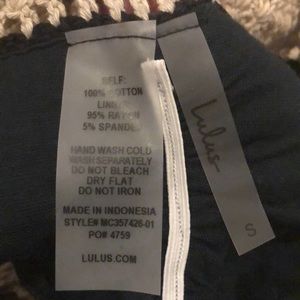 SELF:
100% COTTON
LINING:
95% RAYON
5% SPANDEX
HAND WASH COLD
WASH SEPARATELY
DO NOT BLEACH
DRY FLAT
DO NOT IRON
MADE IN INDONESIA
STYLE# MC357426-01
PO# 4759
LULUS.COM
Lulus
S